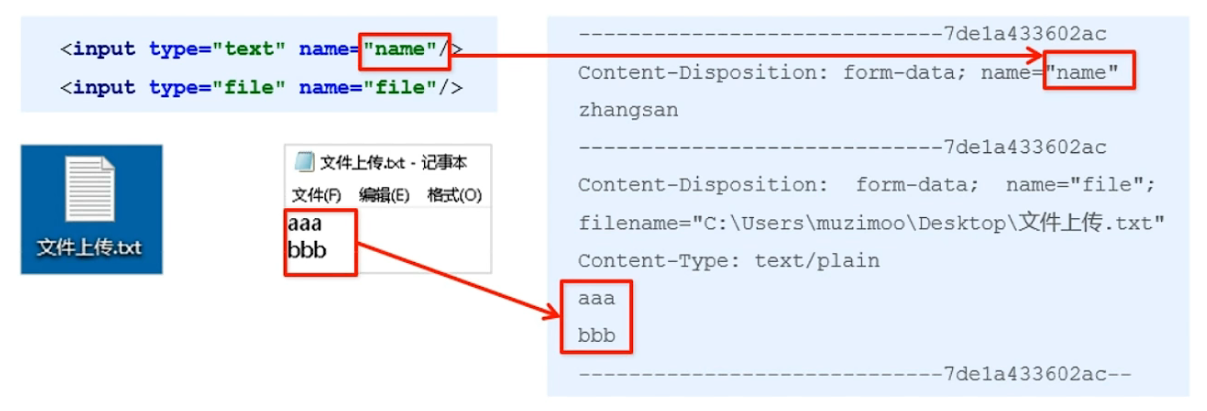 <input type="text" name="name"/>
<input type="file" name="file"/>
文件上传.txt
文件上传.txt - 记事本
文件(F) 编辑(E) 格式(O)
aaa
bbb
-----------------------------7de1a433602ac
Content-Disposition: form-data; name="name"
zhangsan
-----------------------------7de1a433602ac
Content-Disposition: form-data; name="file";
filename="C:\Users\muzimoo\Desktop\文件上传.txt"
Content-Type: text/plain
aaa
bbb
-----------------------------7de1a433602ac--